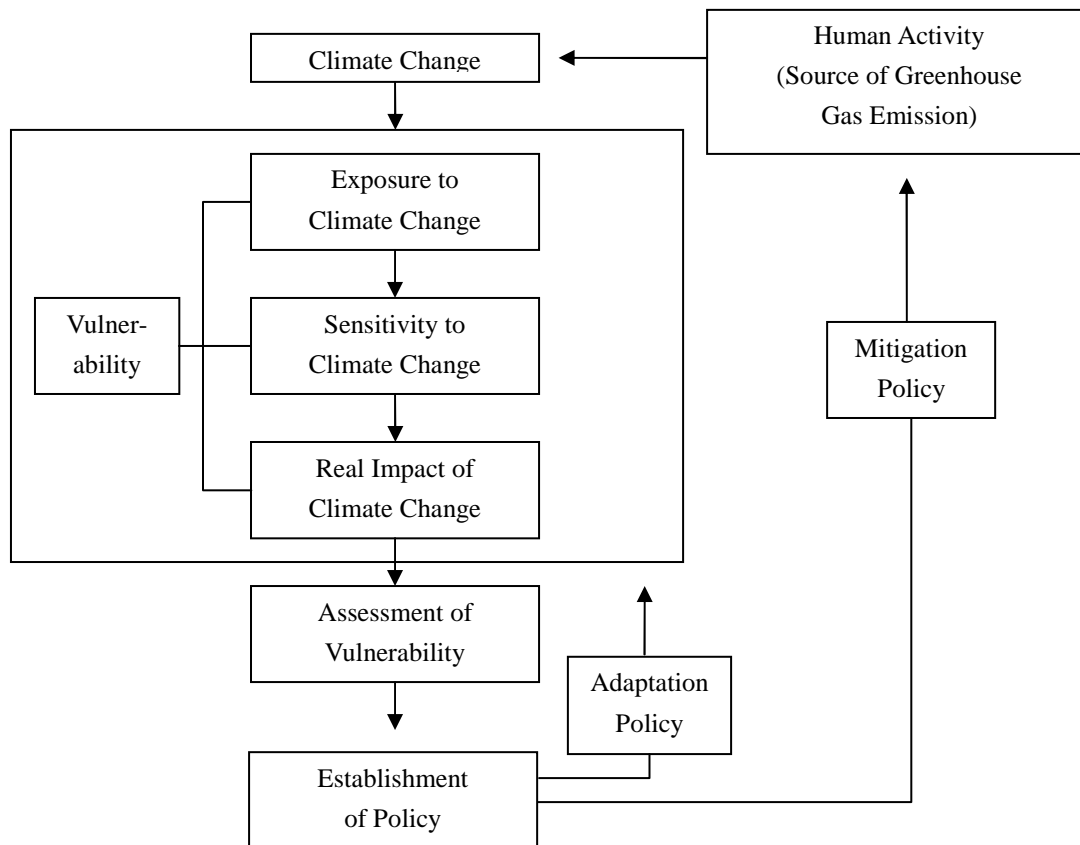 Climate Change
Human Activity
(Source of Greenhouse
Gas Emission)
Exposure to
Climate Change
Vulner-
ability
Sensitivity to
Climate Change
Mitigation
Policy
Real Impact of
Climate Change
Assessment of
Vulnerability
Adaptation
Policy
Establishment
of Policy